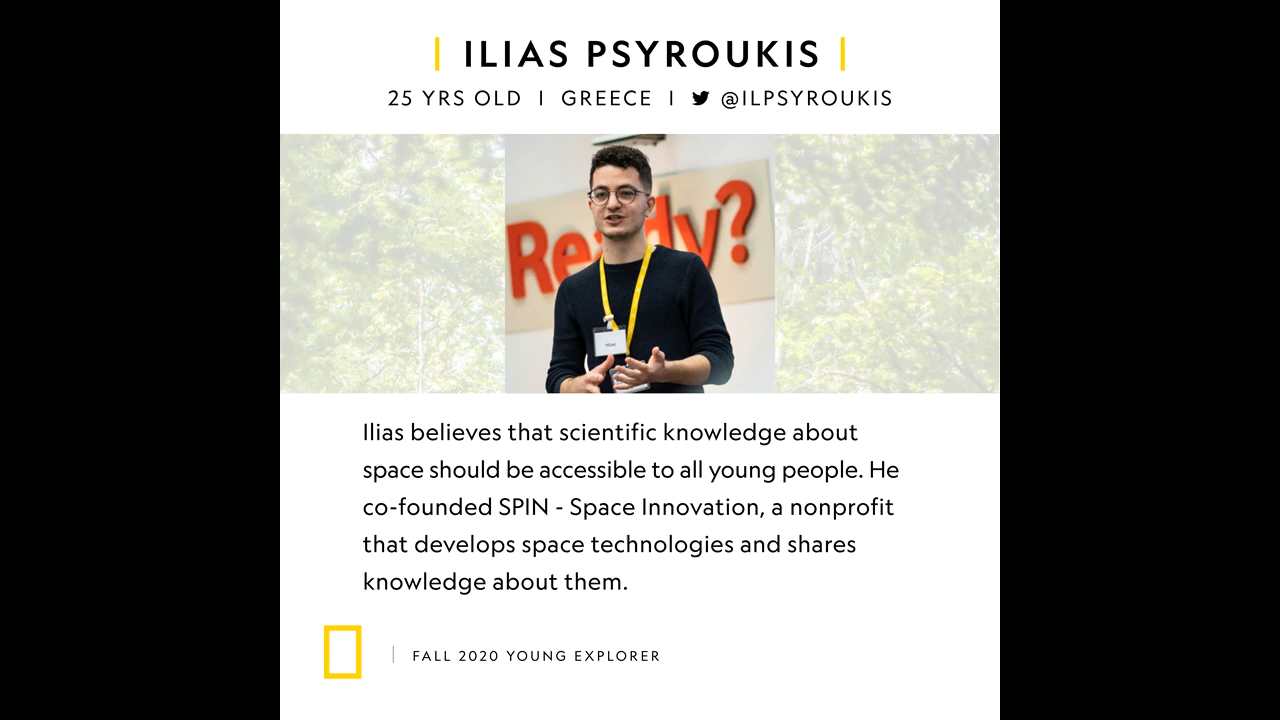 | ILIAS PSYROUKIS |
25 YRS OLD | GREECE | @ILPSYROUKIS
Ready?
Ilias believes that scientific knowledge about
space should be accessible to all young people. He
co-founded SPIN - Space Innovation, a nonprofit
that develops space technologies and shares
knowledge about them.
| FALL 2020 YOUNG EXPLORER